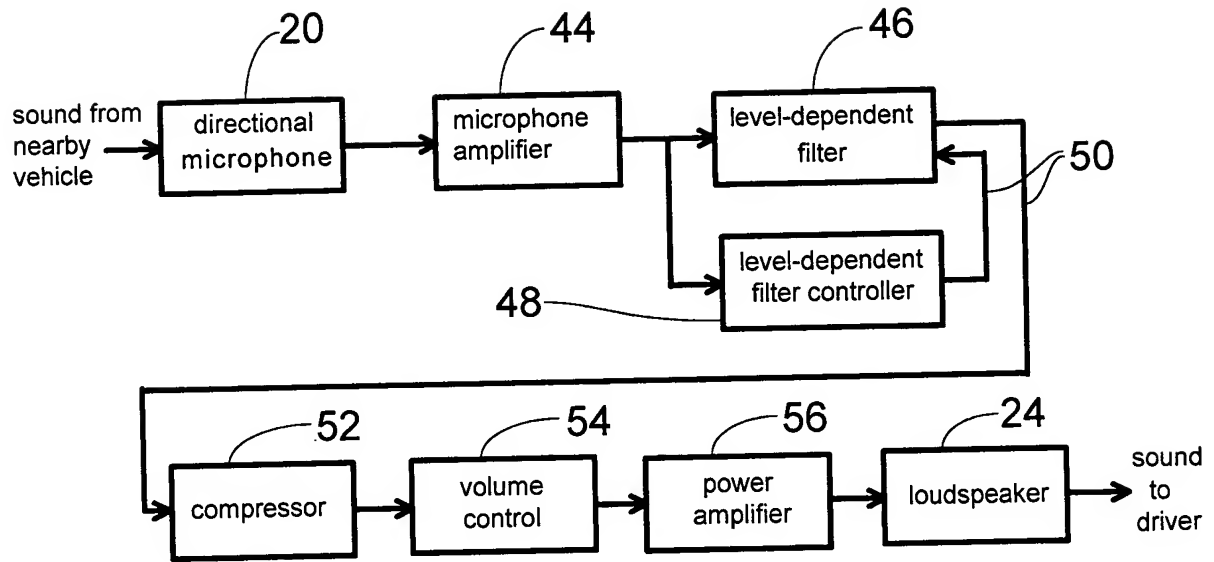 20
44
46
sound from
nearby
vehicle
directional
microphone
microphone
amplifier
level-dependent
filter
50
level-dependent
filter controller
48
52
54
56
24
compressor
volume
control
power
amplifier
loudspeaker
sound
to
driver